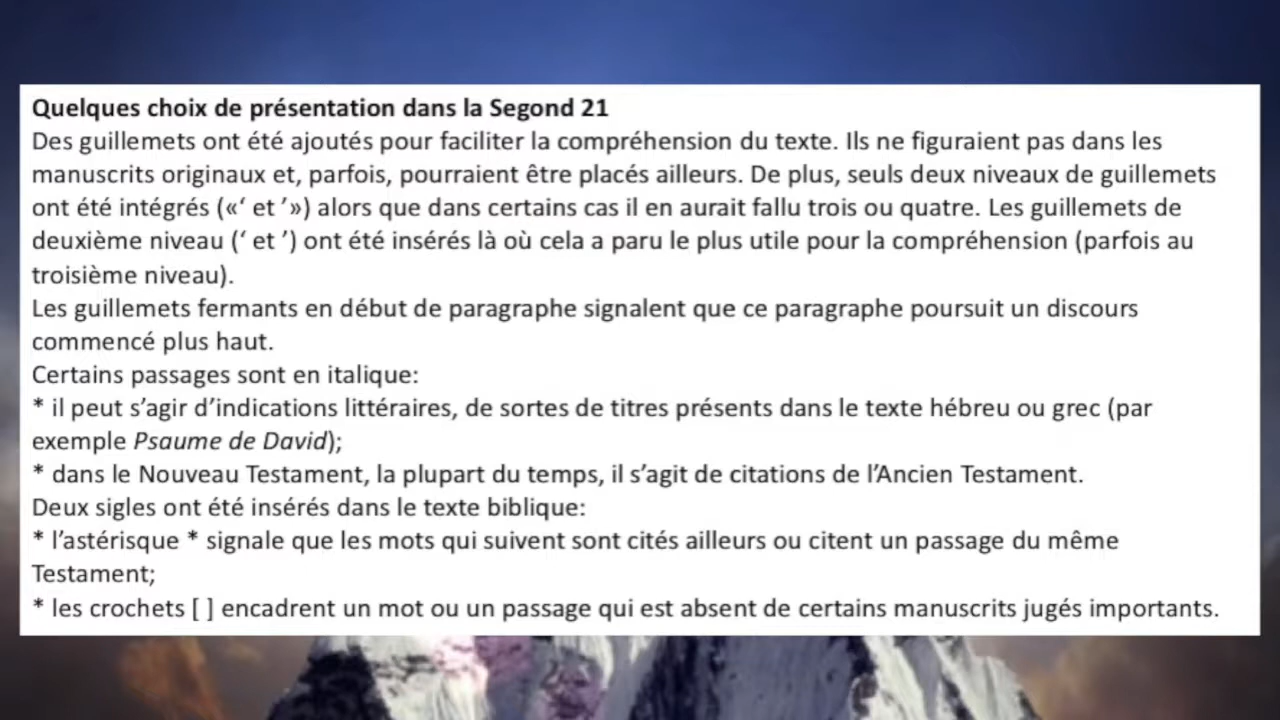 Quelques choix de présentation dans la Segond 21
Des guillemets ont été ajoutés pour faciliter la compréhension du texte. Ils ne figuraient pas dans les
manuscrits originaux et, parfois, pourraient être placés ailleurs. De plus, seuls deux niveaux de guillemets
ont été intégrés («‘ et ’») alors que dans certains cas il en aurait fallu trois ou quatre. Les guillemets de
deuxième niveau (‘ et ’) ont été insérés là où cela a paru le plus utile pour la compréhension (parfois au
troisième niveau).
Les guillemets fermants en début de paragraphe signalent que ce paragraphe poursuit un discours
commencé plus haut.
Certains passages sont en italique:
* il peut s’agir d’indications littéraires, de sortes de titres présents dans le texte hébreu ou grec (par
exemple Psaume de David);
* dans le Nouveau Testament, la plupart du temps, il s’agit de citations de l’Ancien Testament.
Deux sigles ont été insérés dans le texte biblique:
* l’astérisque * signale que les mots qui suivent sont cités ailleurs ou citent un passage du même
Testament;
* les crochets [ ] encadrent un mot ou un passage qui est absent de certains manuscrits jugés importants.